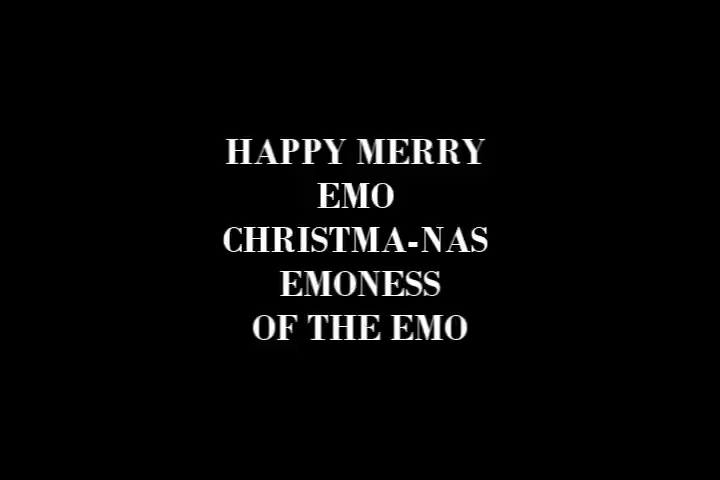 HAPPY MERRY
EMO
CHRISTMA-NAS
EMONESS
OF THE EMO